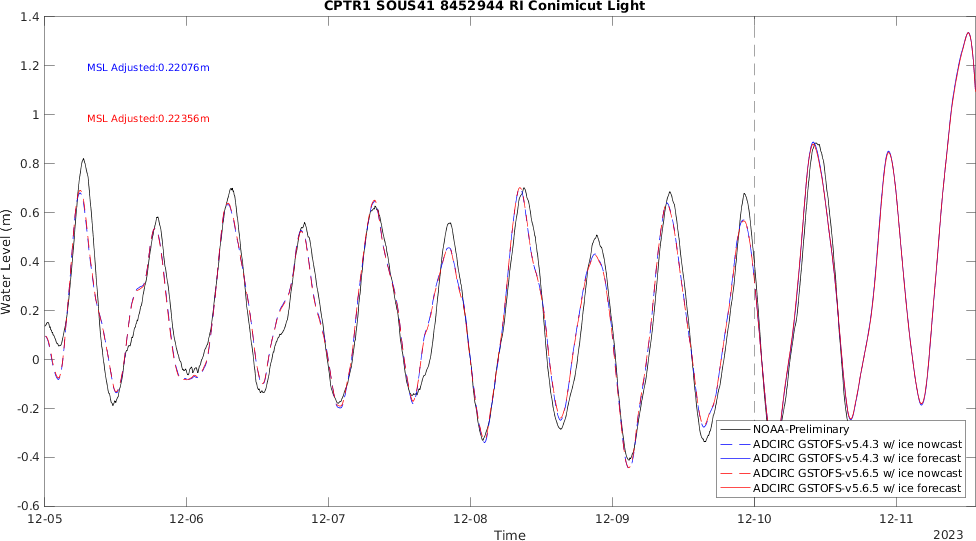 CPTR1 SOUS41 8452944 RI Conimicut Light
1.4
1.2
1
0.8
0.6
0.4
0.2
0
-0.2
-0.4
-0.6
Water Level (m)
MSL Adjusted:0.22076m
MSL Adjusted:0.22356m
NOAA-Preliminary
ADCIRC GSTOFS-v5.4.3 w/ ice nowcast
ADCIRC GSTOFS-v5.4.3 w/ ice forecast
ADCIRC GSTOFS-v5.6.5 w/ ice nowcast
ADCIRC GSTOFS-v5.6.5 w/ ice forecast
12-05 12-06 12-07 12-08 12-09 12-10 12-11
Time
2023